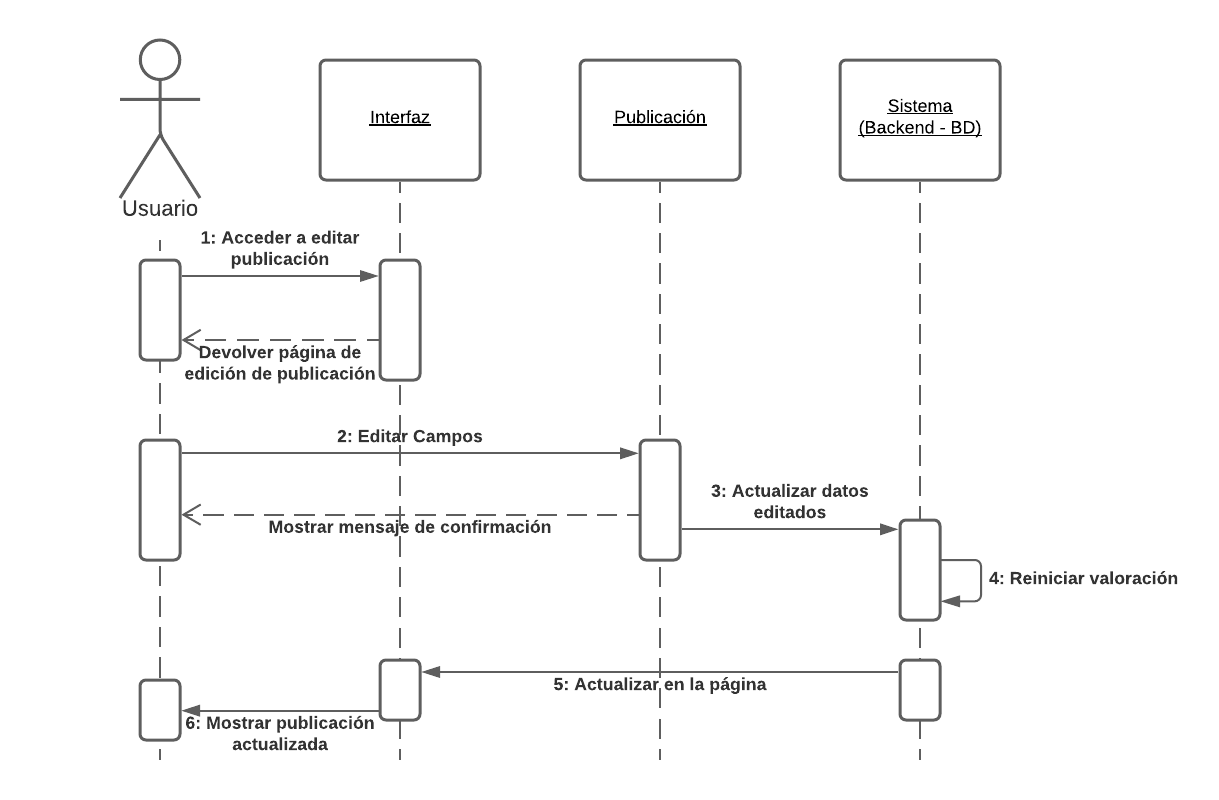 Interfaz
Publicación
Sistema
(Backend - BD)
Usuario
1: Acceder a editar
publicación
Devolver página de
edición de publicación
2: Editar Campos
3: Actualizar datos
editados
Mostrar mensaje de confirmación
4: Reiniciar valoración
5: Actualizar en la página
6: Mostrar publicación
actualizada